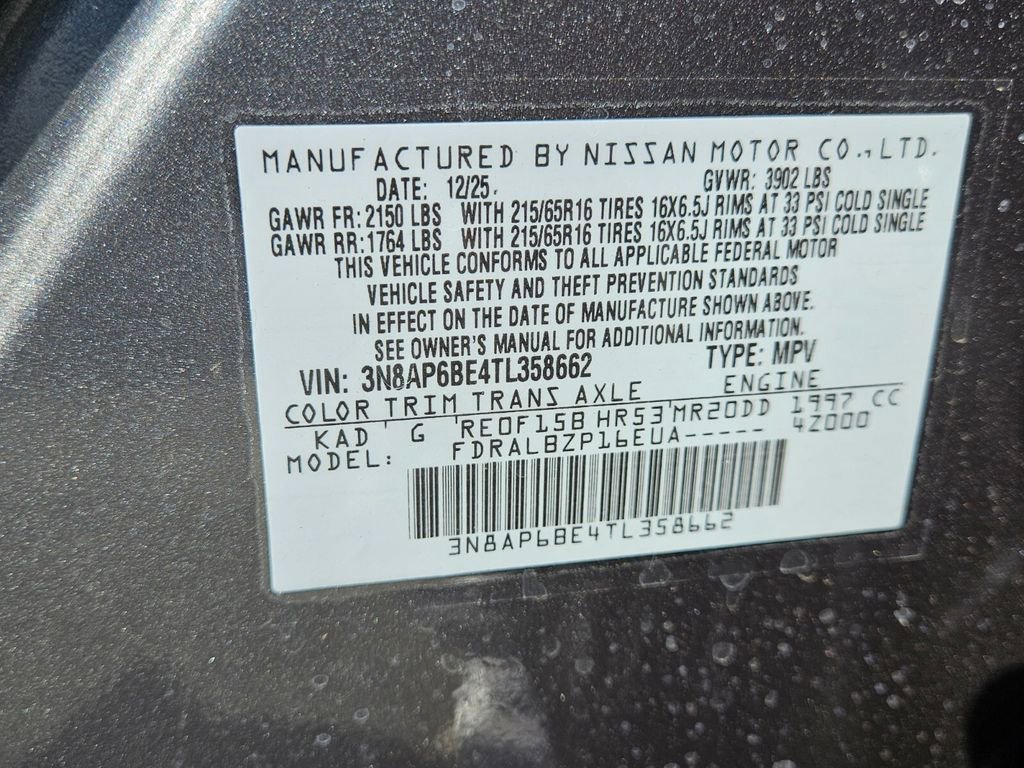 MANUFACTURED BY NISSAN MOTOR CO., LTD.
DATE: 12/25. GVWR: 3902 LBS
GAWR FR: 2150 LBS WITH 215/65R16 TIRES 16X6.5J RIMS AT 33 PSI COLD SINGLE
GAWR RR: 1764 LBS WITH 215/65R16 TIRES 16X6.5J RIMS AT 33 PSI COLD SINGLE
THIS VEHICLE CONFORMS TO ALL APPLICABLE FEDERAL MOTOR
VEHICLE SAFETY AND THEFT PREVENTION STANDARDS
IN EFFECT ON THE DATE OF MANUFACTURE SHOWN ABOVE.
SEE OWNER'S MANUAL FOR ADDITIONAL INFORMATION.
VIN: 3N8AP6BE4TL358662 TYPE: MPV
COLOR TRIM TRANS AXLE ENGINE
KAD G RE0F15B HR53 MR20DD 1997 CC
MODEL: FDRALBZP16EUA----- 4Z000
3N8AP6BE4TL358662